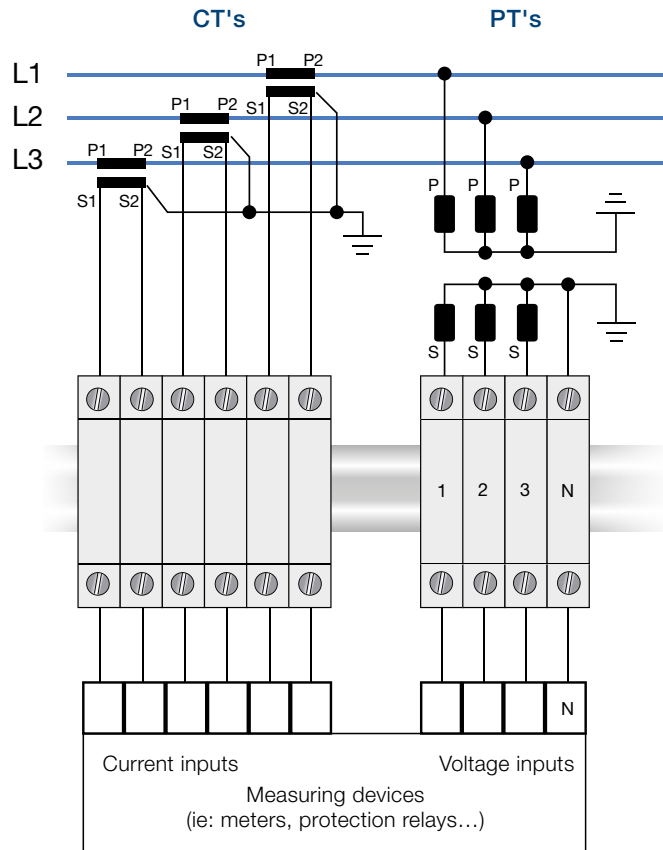 CT's PT's
P1 P2
L1
S1 S2
P1 P2
L2
S1 S2
P1 P2
L3
S1 S2
P P P
S S S
1 2 3 N
N
Current inputs Voltage inputs
Measuring devices
(ie: meters, protection relays…)